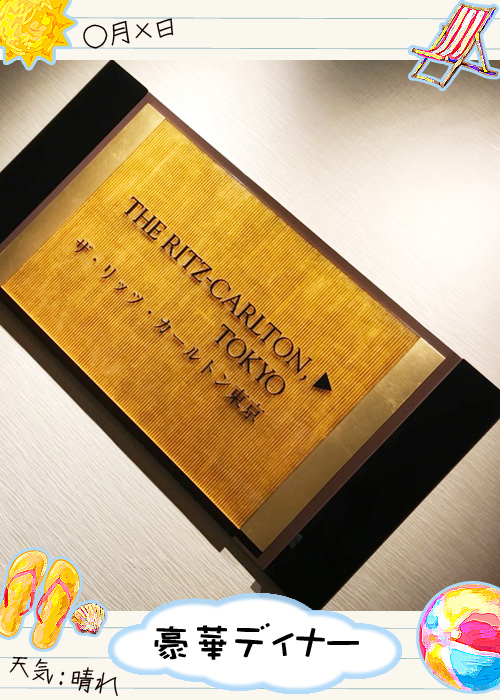 〇月×日
THE RITZ-CARLTON, ▶
TOKYO
ザ・リッツ・カールトン東京
豪華ディナー
天気:晴れ